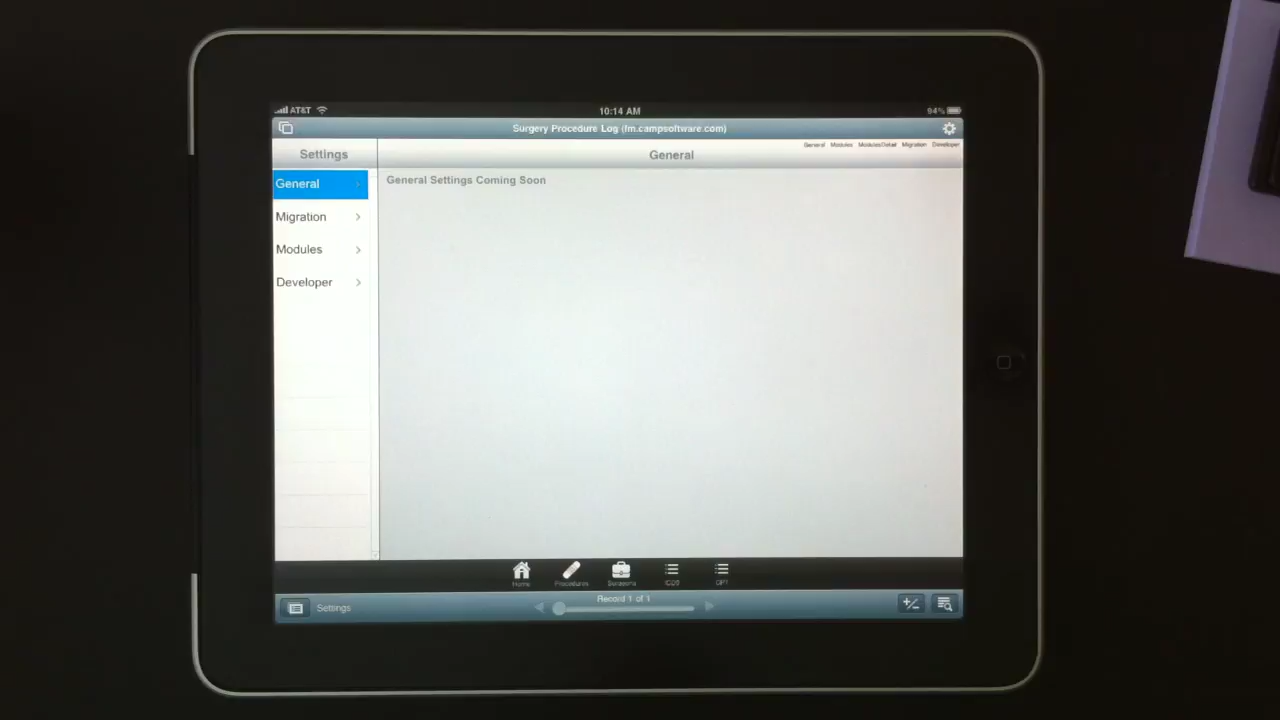 AT&T
10:14 AM
94%
Surgery Procedure Log (fm.campsoftware.com)
General Modules ModulesDetail Migration Developer
Settings
General
General
General Settings Coming Soon
Migration
Modules
Developer
Home
Procedures
Surgeons
ICD9
CPT
Settings
Record 1 of 1